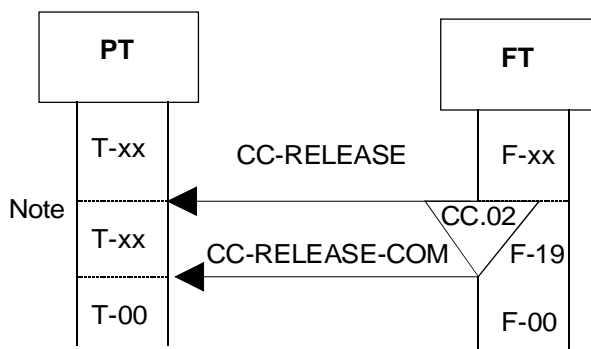 PT
FT
T-xx
CC-RELEASE
F-xx
Note
CC.02
T-xx
CC-RELEASE-COM
F-19
T-00
F-00